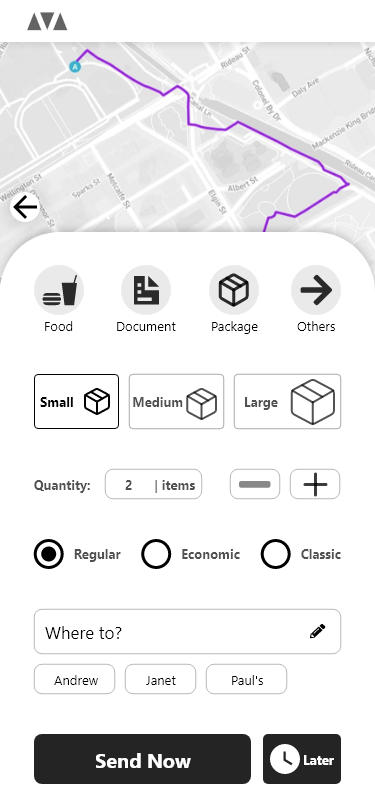 Rideau St
Daly Ave
Colonel By Dr
Canal Ln
Mackenzie King Bridge
Rideau Ca
Wellington St
Sparks St
Metcalfe St
Albert St
Elgin St
A
Food
Document
Package
Others
Small
Medium
Large
Quantity:
2 | items
Regular
Economic
Classic
Where to?
Andrew
Janet
Paul's
Send Now
Later